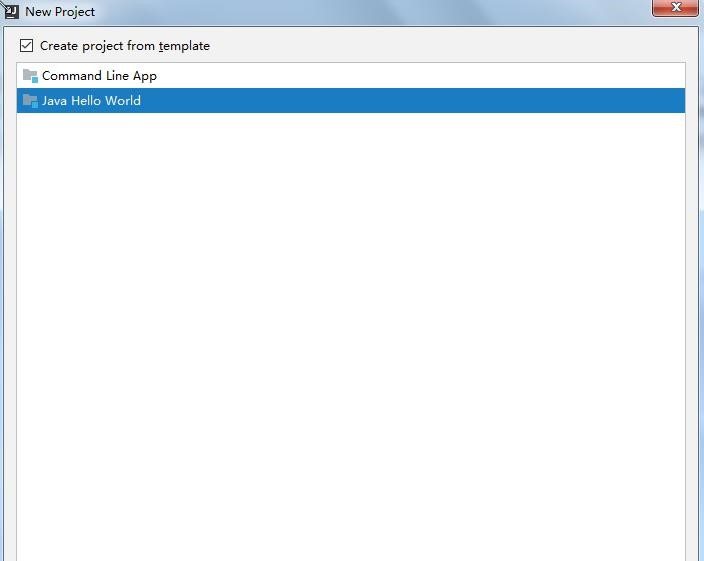 New Project
Create project from template
Command Line App
Java Hello World